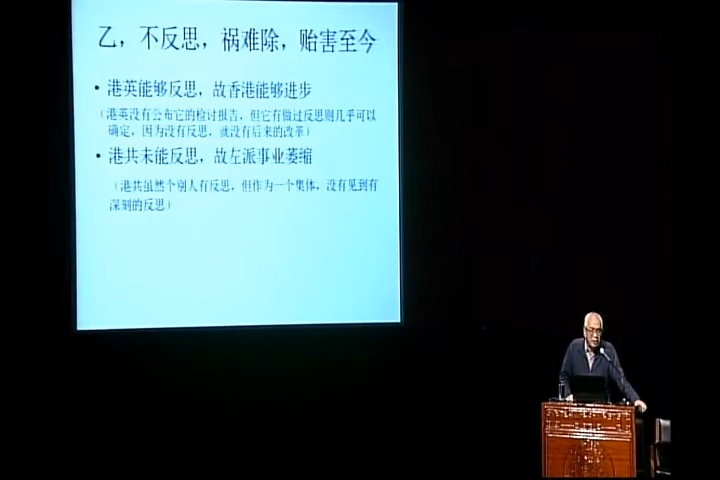 乙，不反思，祸难除，贻害至今
• 港英能够反思，故香港能够进步
（港英没有公布它的检讨报告，但它有做过反思则几乎可以
确定，因为没有反思，就没有后来的改革）
• 港共未能反思，故左派事业萎缩
（港共虽然个别人有反思，但作为一个集体，没有见到有
深刻的反思）